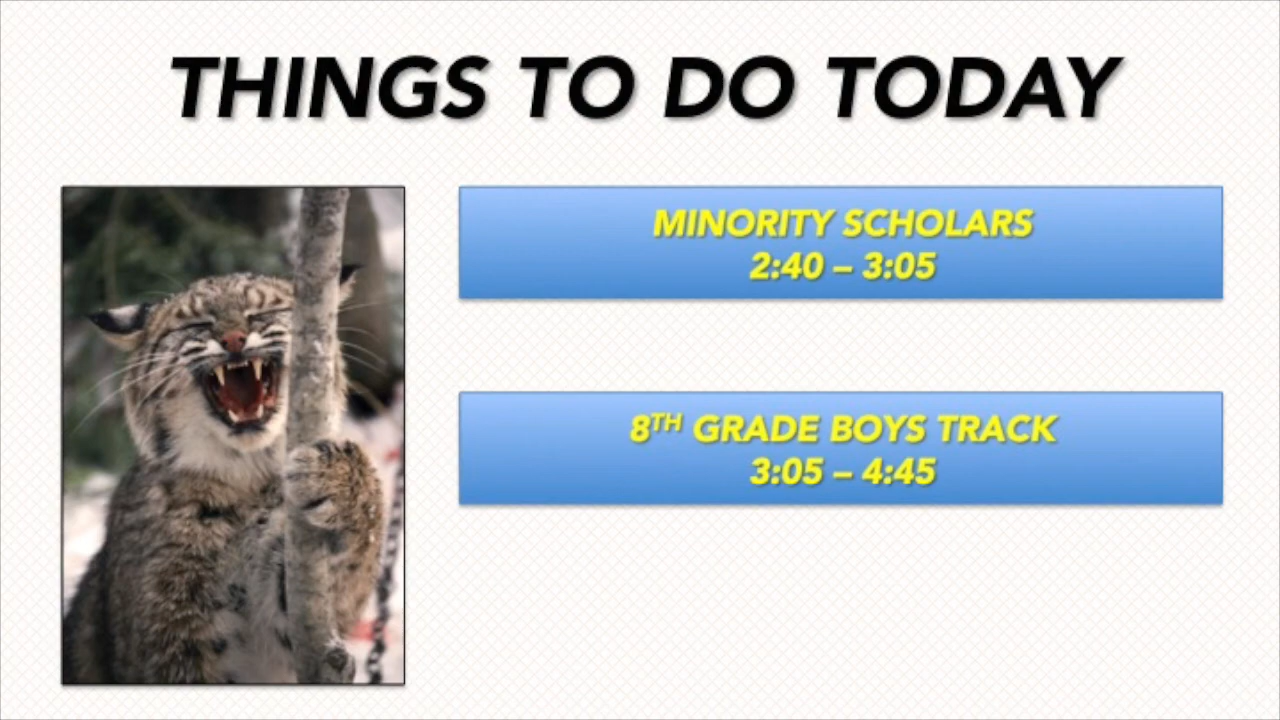 THINGS TO DO TODAY
MINORITY SCHOLARS
2:40 – 3:05
8TH GRADE BOYS TRACK
3:05 – 4:45